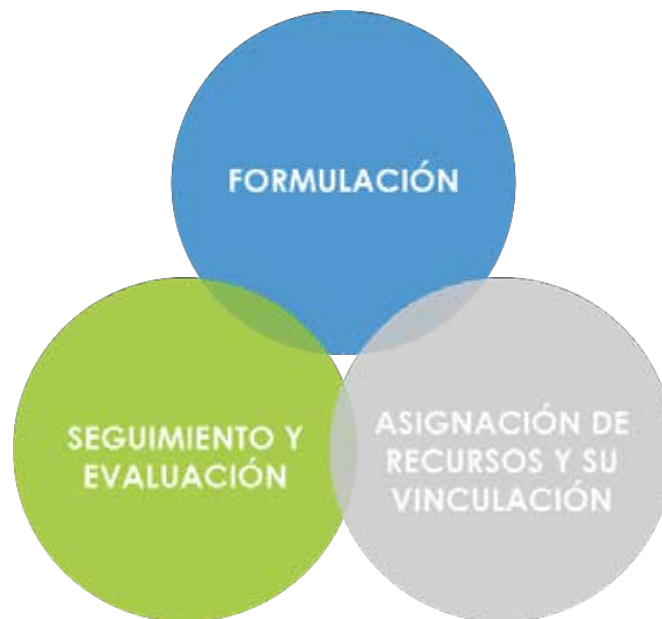 FORMULACIÓN
SEGUIMIENTO Y
EVALUACIÓN
ASIGNACIÓN DE
RECURSOS Y SU
VINCULACIÓN